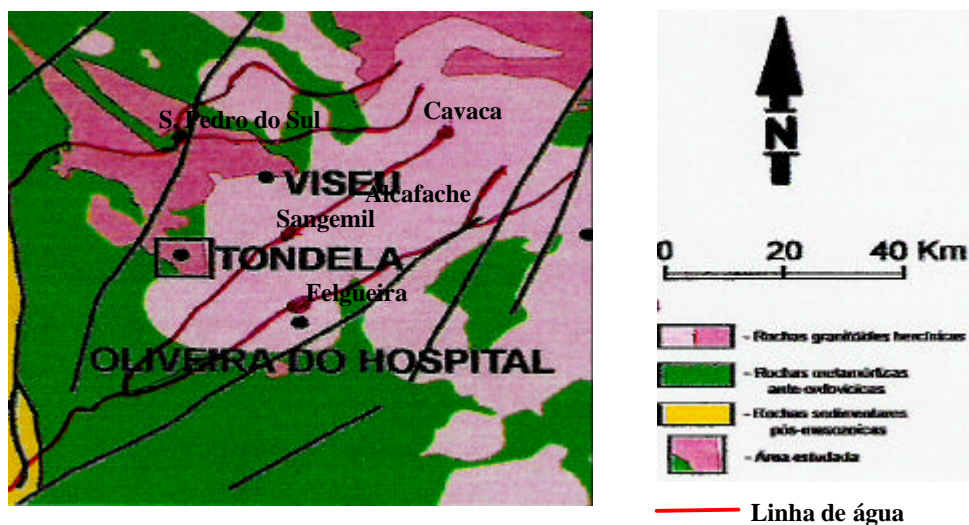 S. Pedro do Sul
Cavaca
VISEU
Alcafache
Sangemil
TONDELA
Felgueira
OLIVEIRA DO HOSPITAL
N
0 20 40 Km
- Rochas granitóides hercínicas
- Rochas metamórficas
ante-ordovícicas
- Rochas sedimentares
pós-mesozoicas
- Área estudada
Linha de água